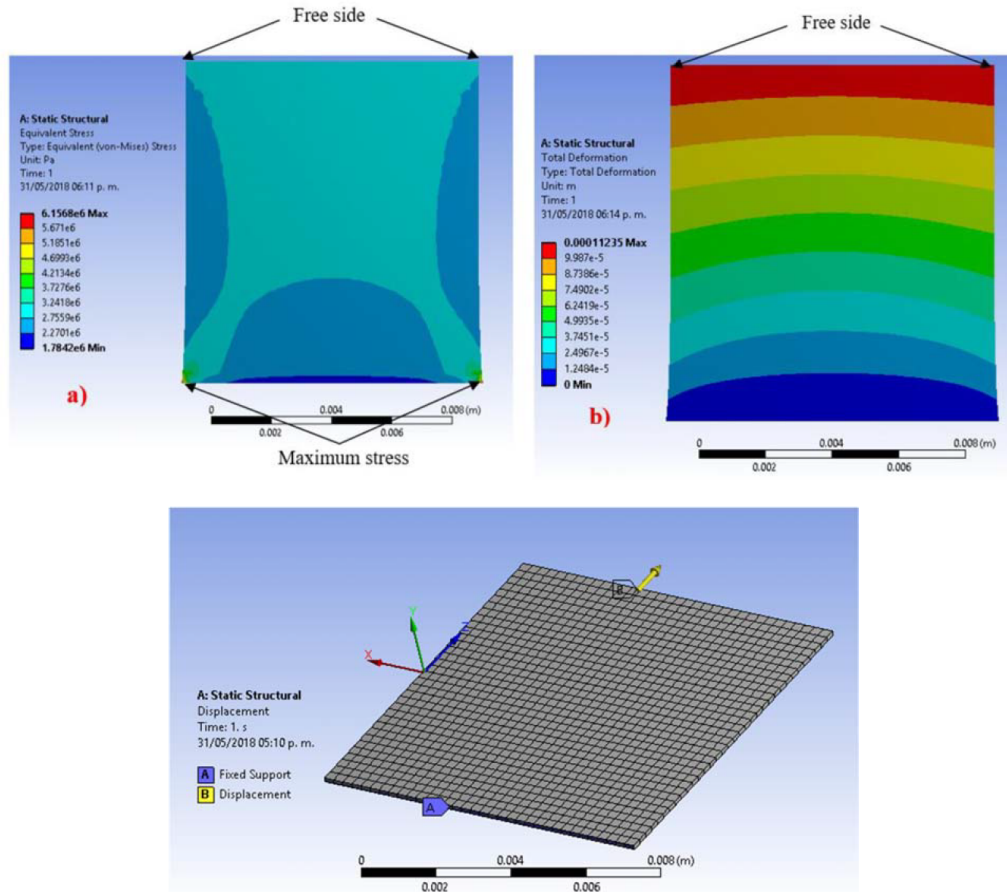 Free side
A: Static Structural
Equivalent Stress
Type: Equivalent (von-Mises) Stress
Unit: Pa
Time: 1
31/05/2018 06:11 p. m.
6.1568e6 Max
5.671e6
5.1851e6
4.6993e6
4.2134e6
3.7276e6
3.2418e6
2.7559e6
2.2701e6
1.7842e6 Min
a)
0 0.004 0.008 (m)
0.002 0.006
Maximum stress
Free side
A: Static Structural
Total Deformation
Type: Total Deformation
Unit: m
Time: 1
31/05/2018 06:14 p. m.
0.00011235 Max
9.987e-5
8.7386e-5
7.4902e-5
6.2419e-5
4.9935e-5
3.7451e-5
2.4967e-5
1.2484e-5
0 Min
b)
0 0.004 0.008 (m)
0.002 0.006
B
Y
Z
X
A: Static Structural
Displacement
Time: 1. s
31/05/2018 05:10 p. m.
A Fixed Support
B Displacement
A
0 0.004 0.008 (m)
0.002 0.006